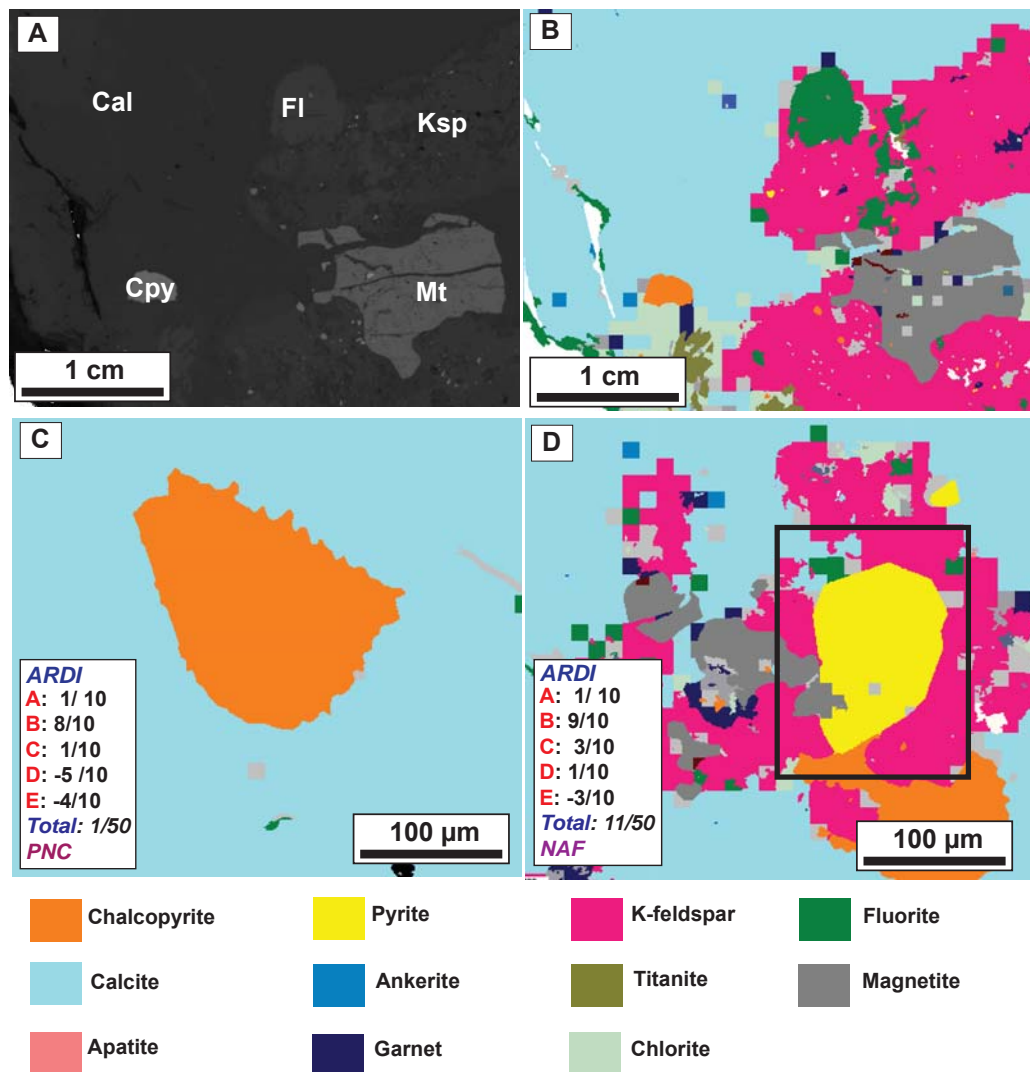 A
Cal
Fl
Ksp
Cpy
Mt
1 cm
B
1 cm
C
ARDI
A: 1/ 10
B: 8/10
C: 1/10
D: -5 /10
E: -4/10
Total: 1/50
PNC
100 µm
D
ARDI
A: 1/ 10
B: 9/10
C: 3/10
D: 1/10
E: -3/10
Total: 11/50
NAF
100 µm
Chalcopyrite
Pyrite
K-feldspar
Fluorite
Calcite
Ankerite
Titanite
Magnetite
Apatite
Garnet
Chlorite